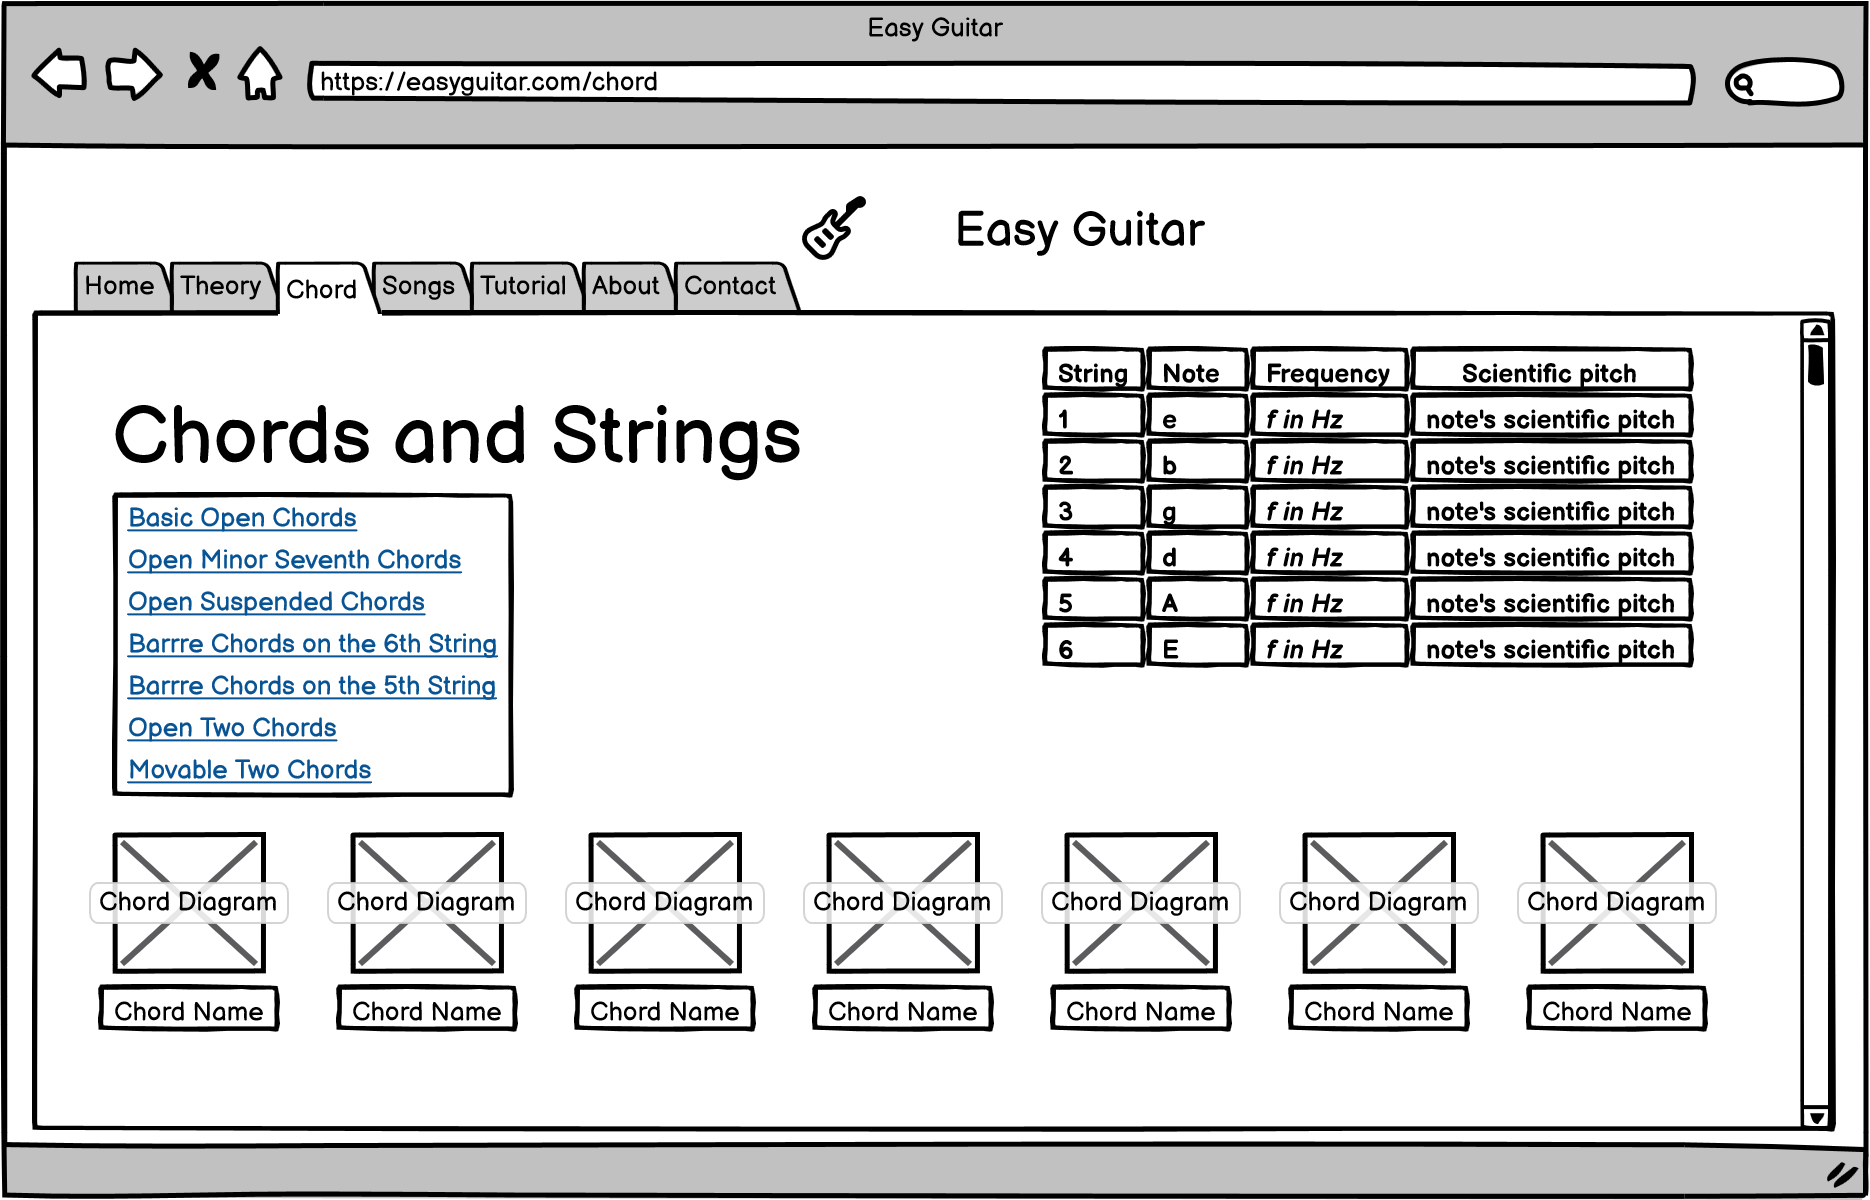 Easy Guitar
https://easyguitar.com/chord
Easy Guitar
Home Theory Chord Songs Tutorial About Contact
Chords and Strings
Basic Open Chords
Open Minor Seventh Chords
Open Suspended Chords
Barrre Chords on the 6th String
Barrre Chords on the 5th String
Open Two Chords
Movable Two Chords
String Note Frequency Scientific pitch
1 e f in Hz note's scientific pitch
2 b f in Hz note's scientific pitch
3 g f in Hz note's scientific pitch
4 d f in Hz note's scientific pitch
5 A f in Hz note's scientific pitch
6 E f in Hz note's scientific pitch
Chord Diagram Chord Diagram Chord Diagram Chord Diagram Chord Diagram Chord Diagram Chord Diagram
Chord Name Chord Name Chord Name Chord Name Chord Name Chord Name Chord Name